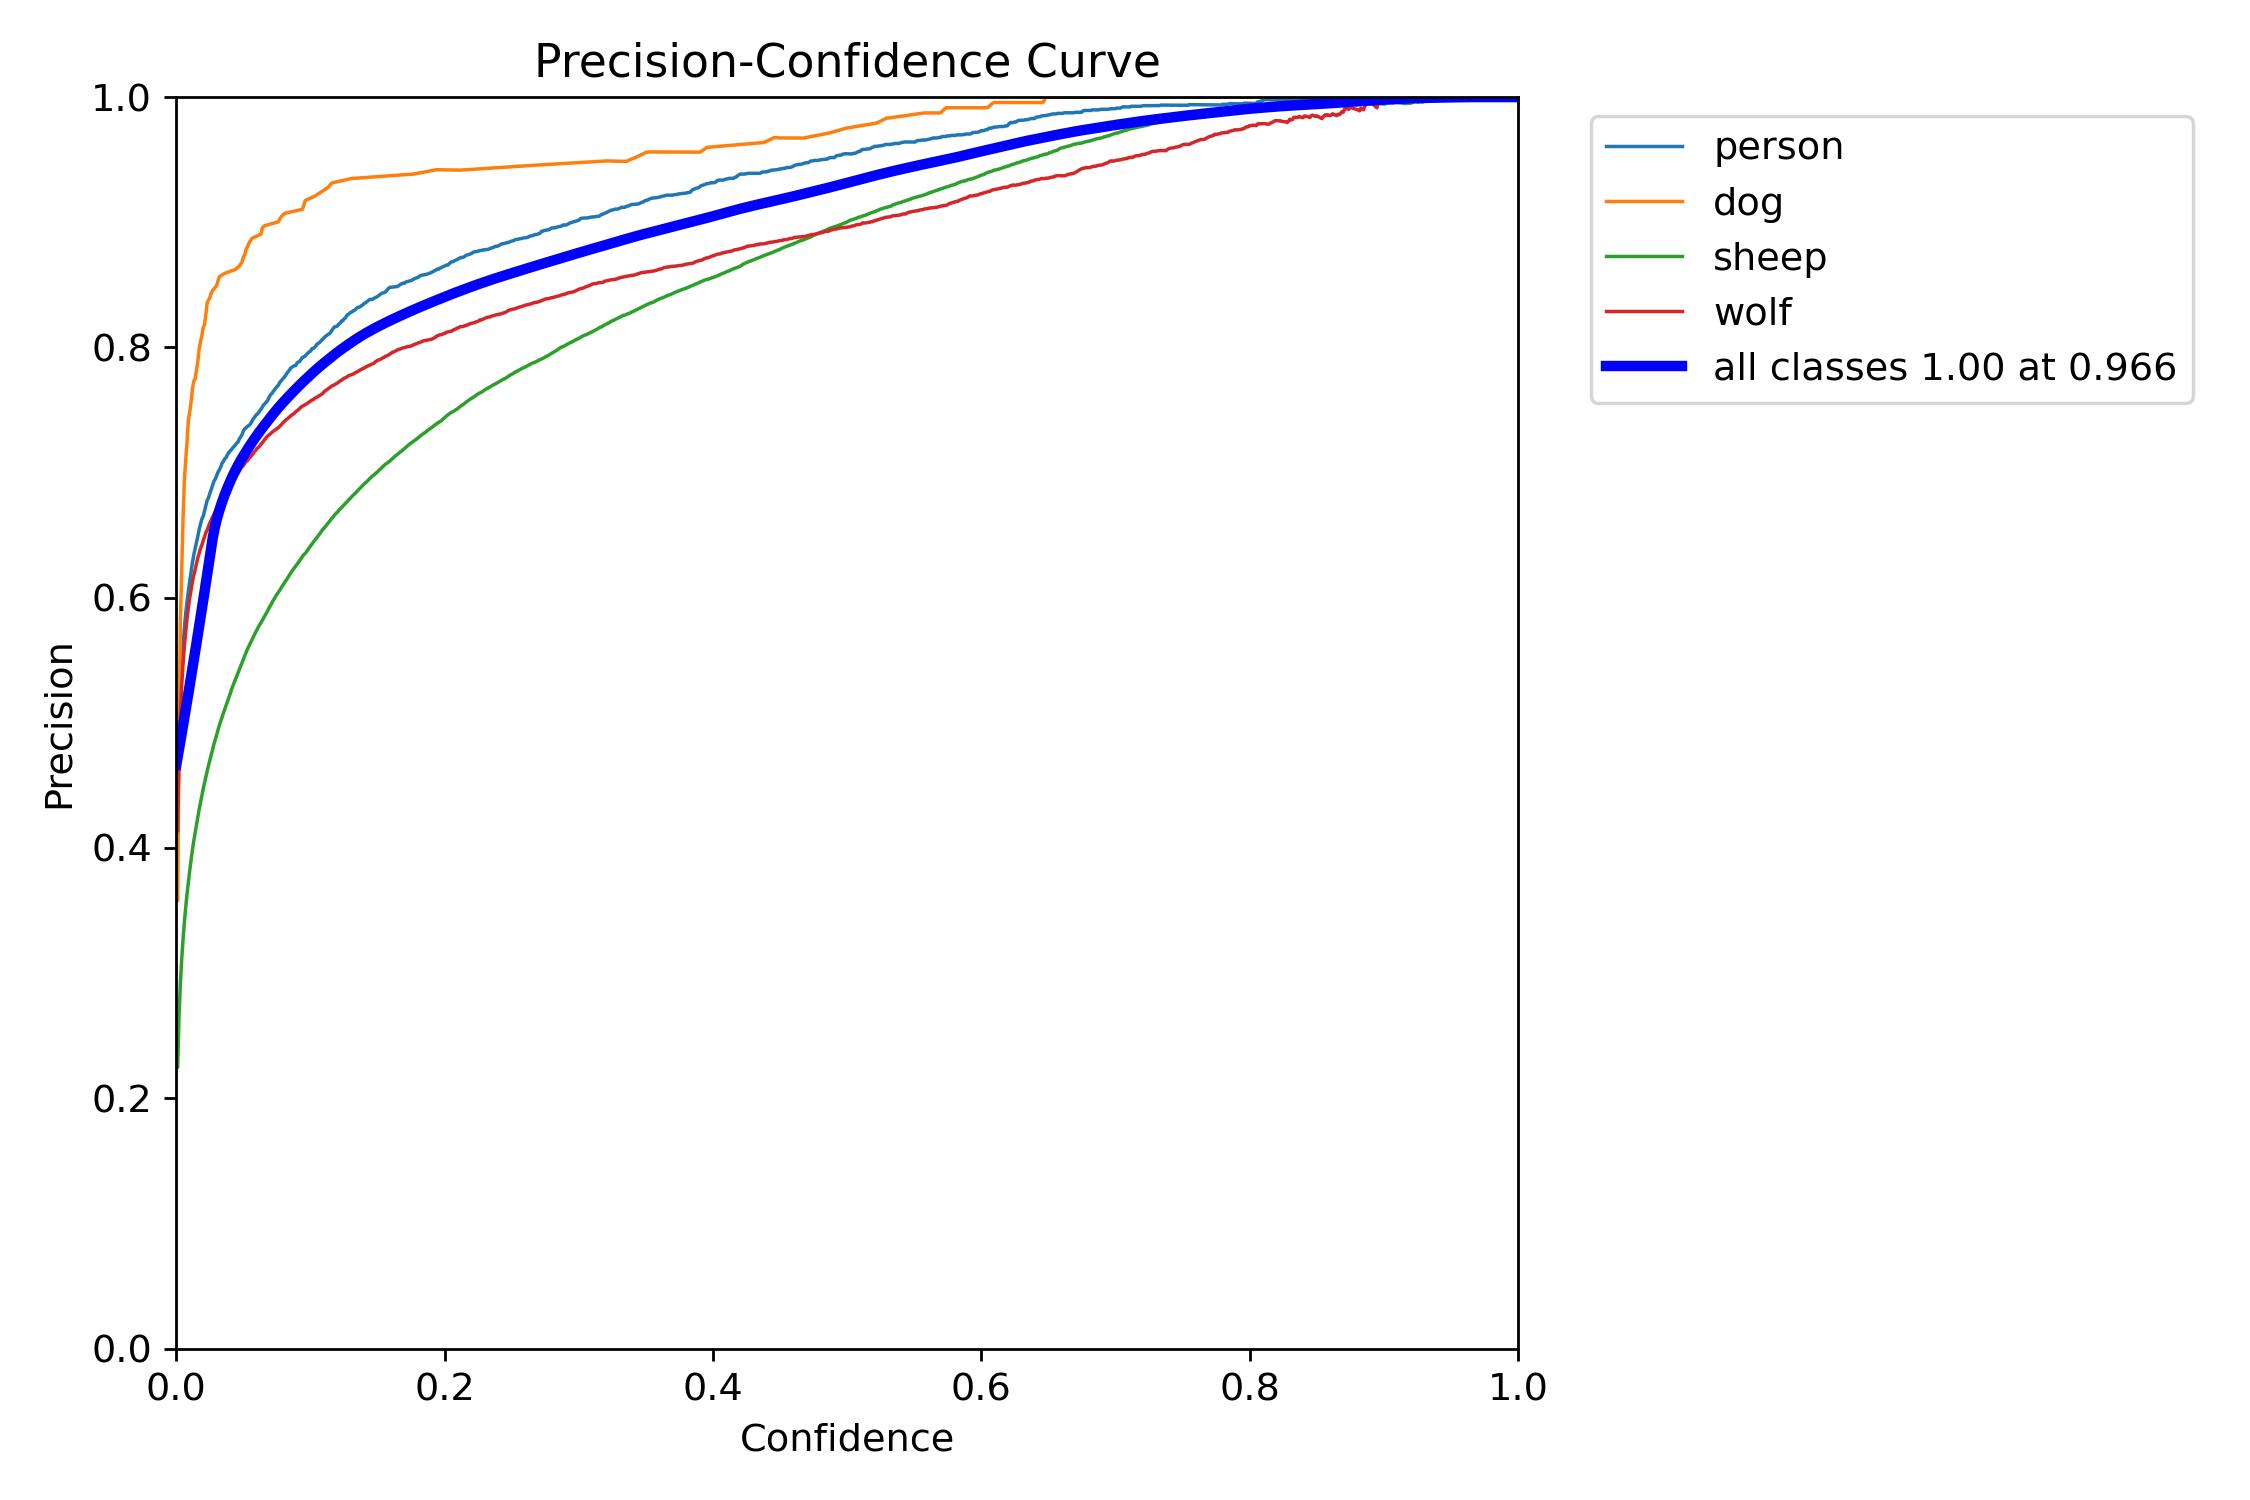 Precision-Confidence Curve
1.0
0.8
0.6
0.4
0.2
0.0
Precision
0.0 0.2 0.4 0.6 0.8 1.0
Confidence
person
dog
sheep
wolf
all classes 1.00 at 0.966